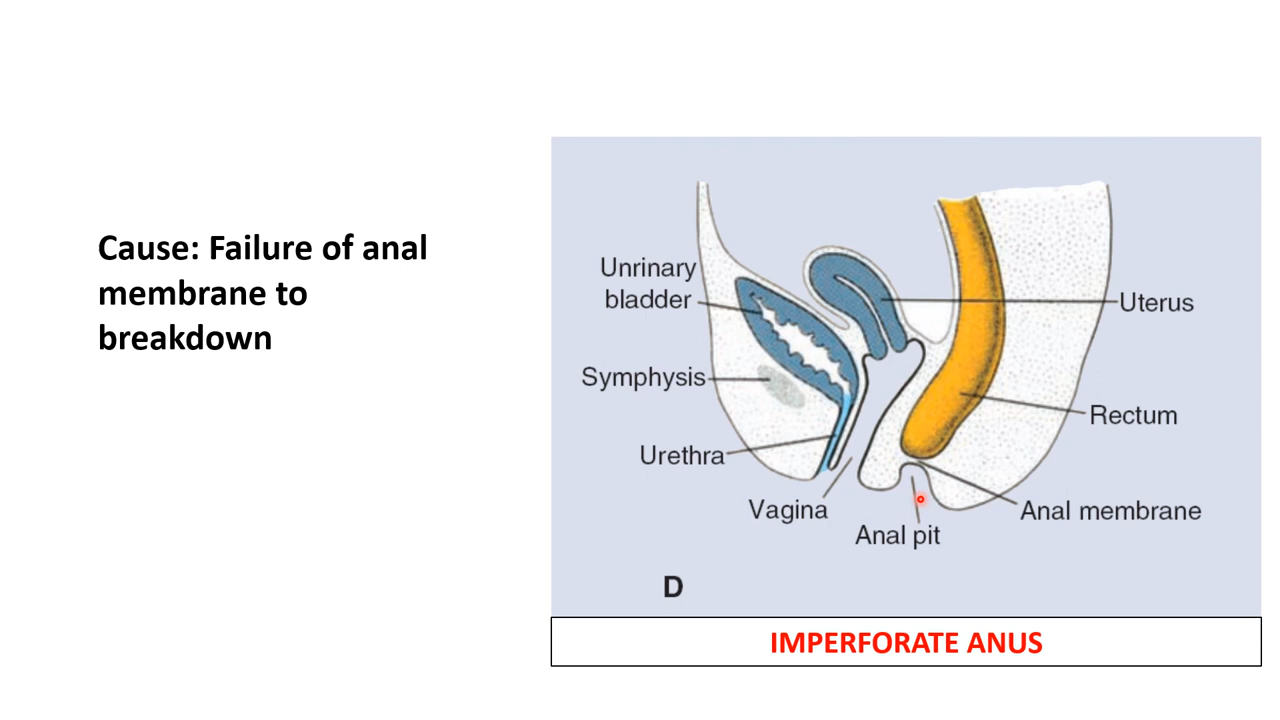 Cause: Failure of anal
membrane to
breakdown
Unrinary
bladder
Symphysis
Urethra
Vagina
Anal pit
Uterus
Rectum
Anal membrane
D
IMPERFORATE ANUS